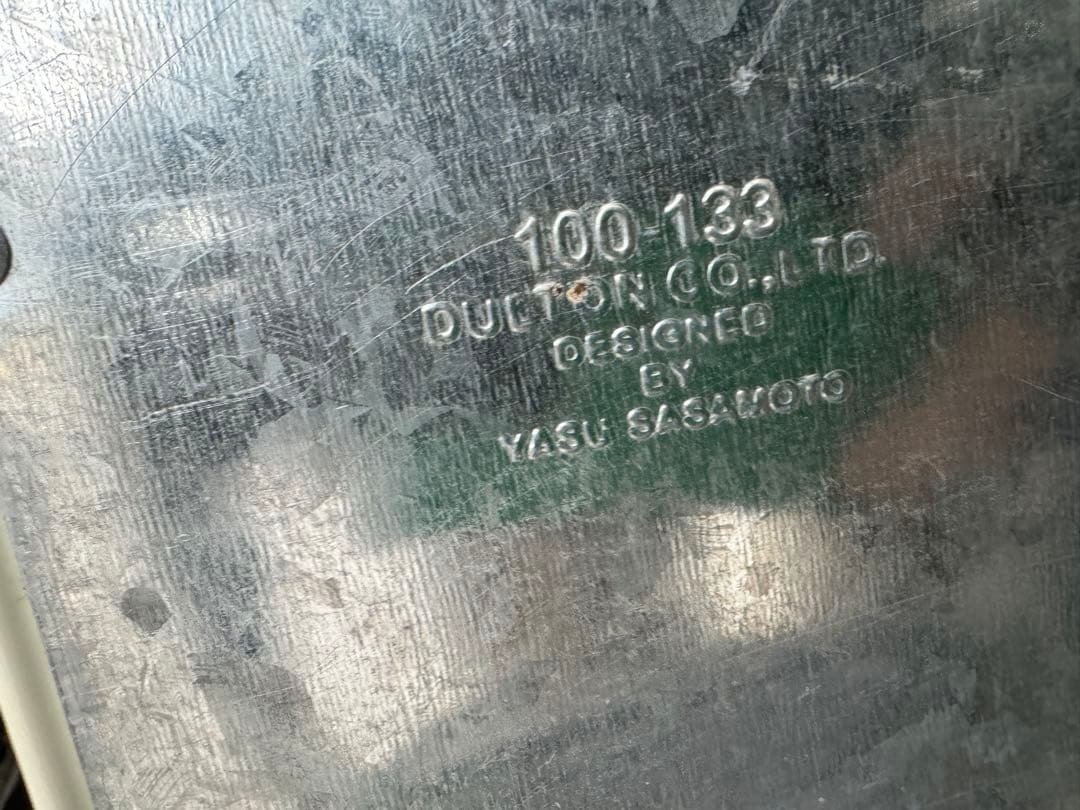 100-133
DULTON CO.,LTD.
DESIGNED
BY
YASU SASAMOTO